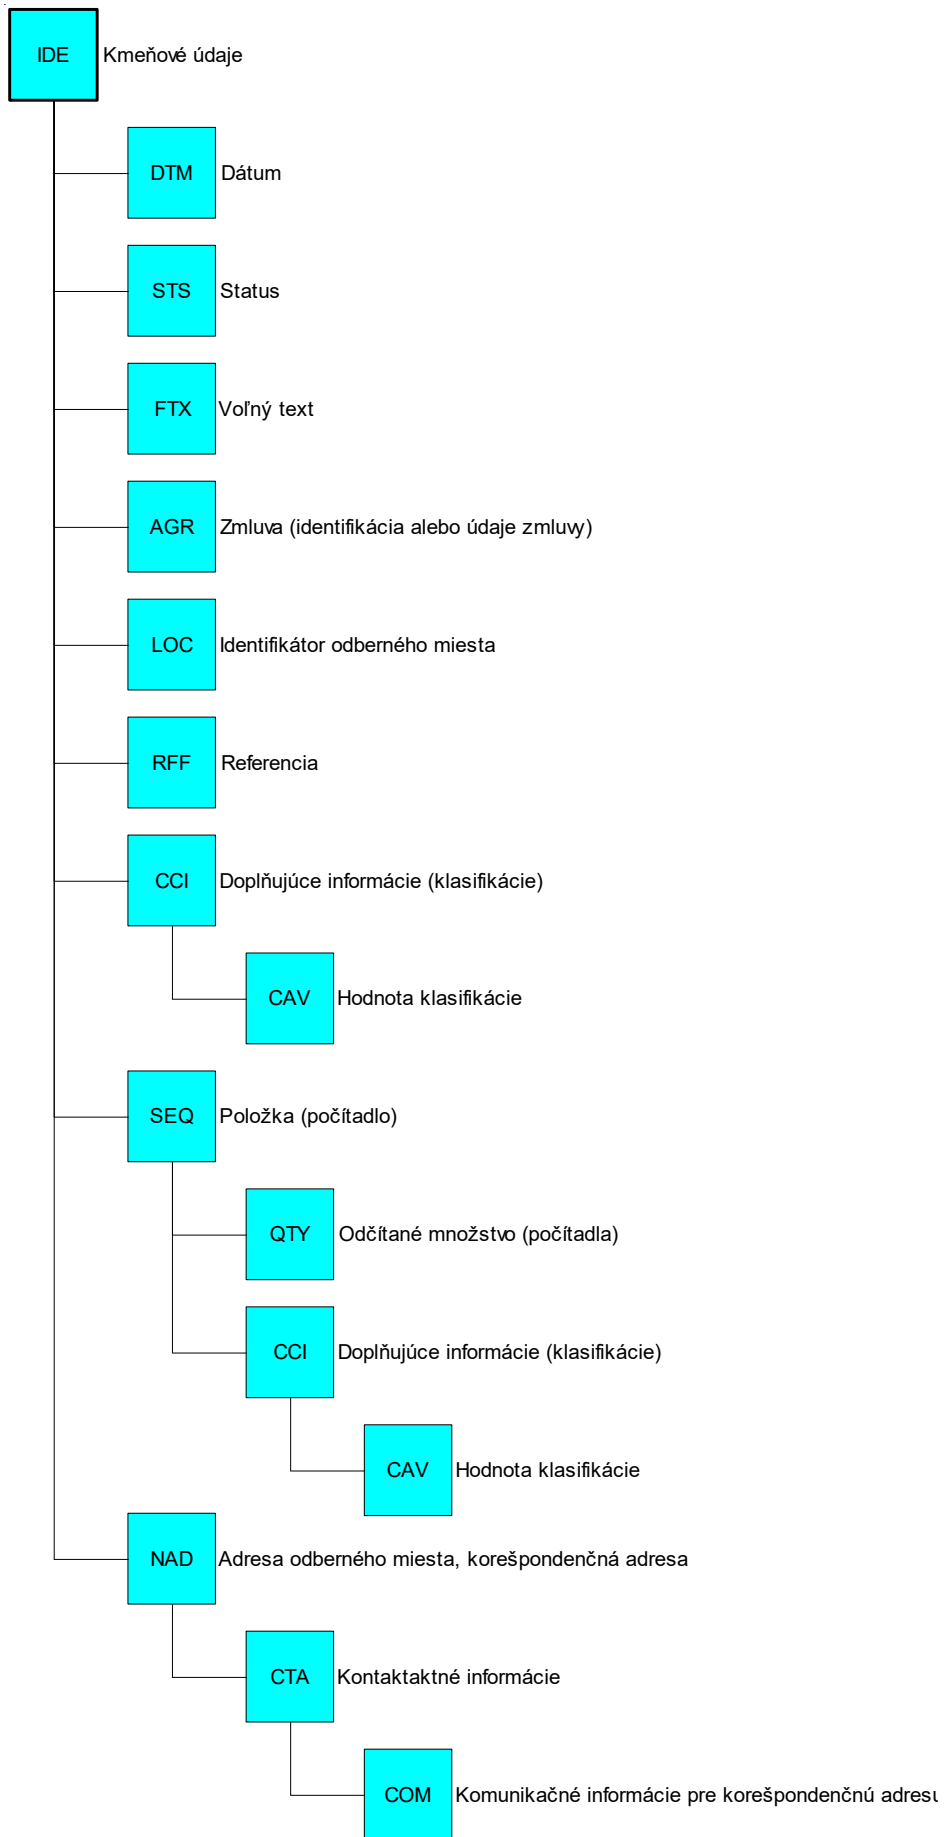 IDE Kmeňové údaje
DTM Dátum
STS Status
FTX Voľný text
AGR Zmluva (identifikácia alebo údaje zmluvy)
LOC Identifikátor odberného miesta
RFF Referencia
CCI Doplňujúce informácie (klasifikácie)
CAV Hodnota klasifikácie
SEQ Položka (počítadlo)
QTY Odčítané množstvo (počítadla)
CCI Doplňujúce informácie (klasifikácie)
CAV Hodnota klasifikácie
NAD Adresa odberného miesta, korešpondenčná adresa
CTA Kontaktaktné informácie
COM Komunikačné informácie pre korešpondenčnú adresu